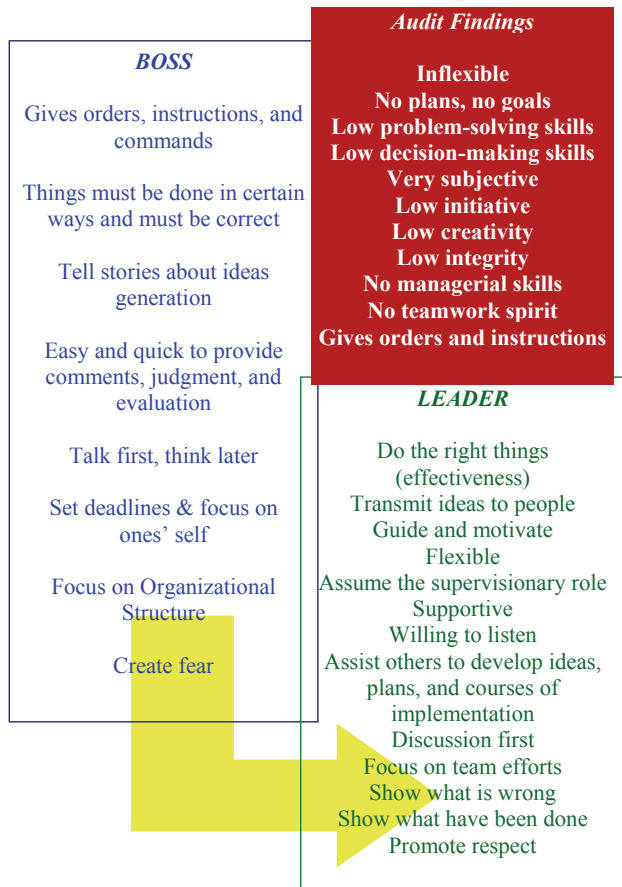 BOSS
Gives orders, instructions, and
commands
Things must be done in certain
ways and must be correct
Tell stories about ideas
generation
Easy and quick to provide
comments, judgment, and
evaluation
Talk first, think later
Set deadlines & focus on
ones’ self
Focus on Organizational
Structure
Create fear
Audit Findings
Inflexible
No plans, no goals
Low problem-solving skills
Low decision-making skills
Very subjective
Low initiative
Low creativity
Low integrity
No managerial skills
No teamwork spirit
Gives orders and instructions
LEADER
Do the right things
(effectiveness)
Transmit ideas to people
Guide and motivate
Flexible
Assume the supervisionary role
Supportive
Willing to listen
Assist others to develop ideas,
plans, and courses of
implementation
Discussion first
Focus on team efforts
Show what is wrong
Show what have been done
Promote respect